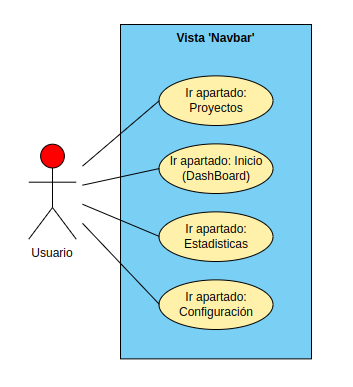 Vista 'Navbar'
Ir apartado:
Proyectos
Ir apartado: Inicio
(DashBoard)
Ir apartado:
Estadisticas
Ir apartado:
Configuración
Usuario